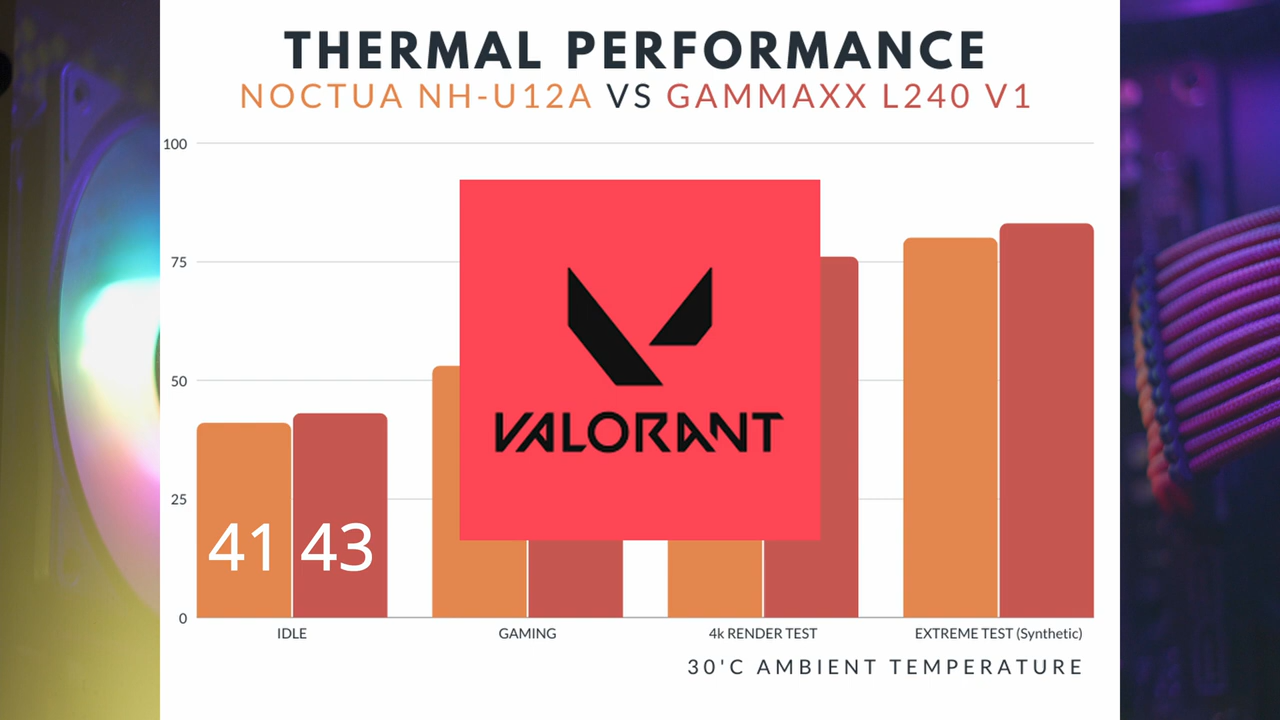 THERMAL PERFORMANCE
NOCTUA NH-U12A VS GAMMAXX L240 V1
100
75
50
25
0
VALORANT
41 43
IDLE GAMING 4k RENDER TEST EXTREME TEST (Synthetic)
30'C AMBIENT TEMPERATURE